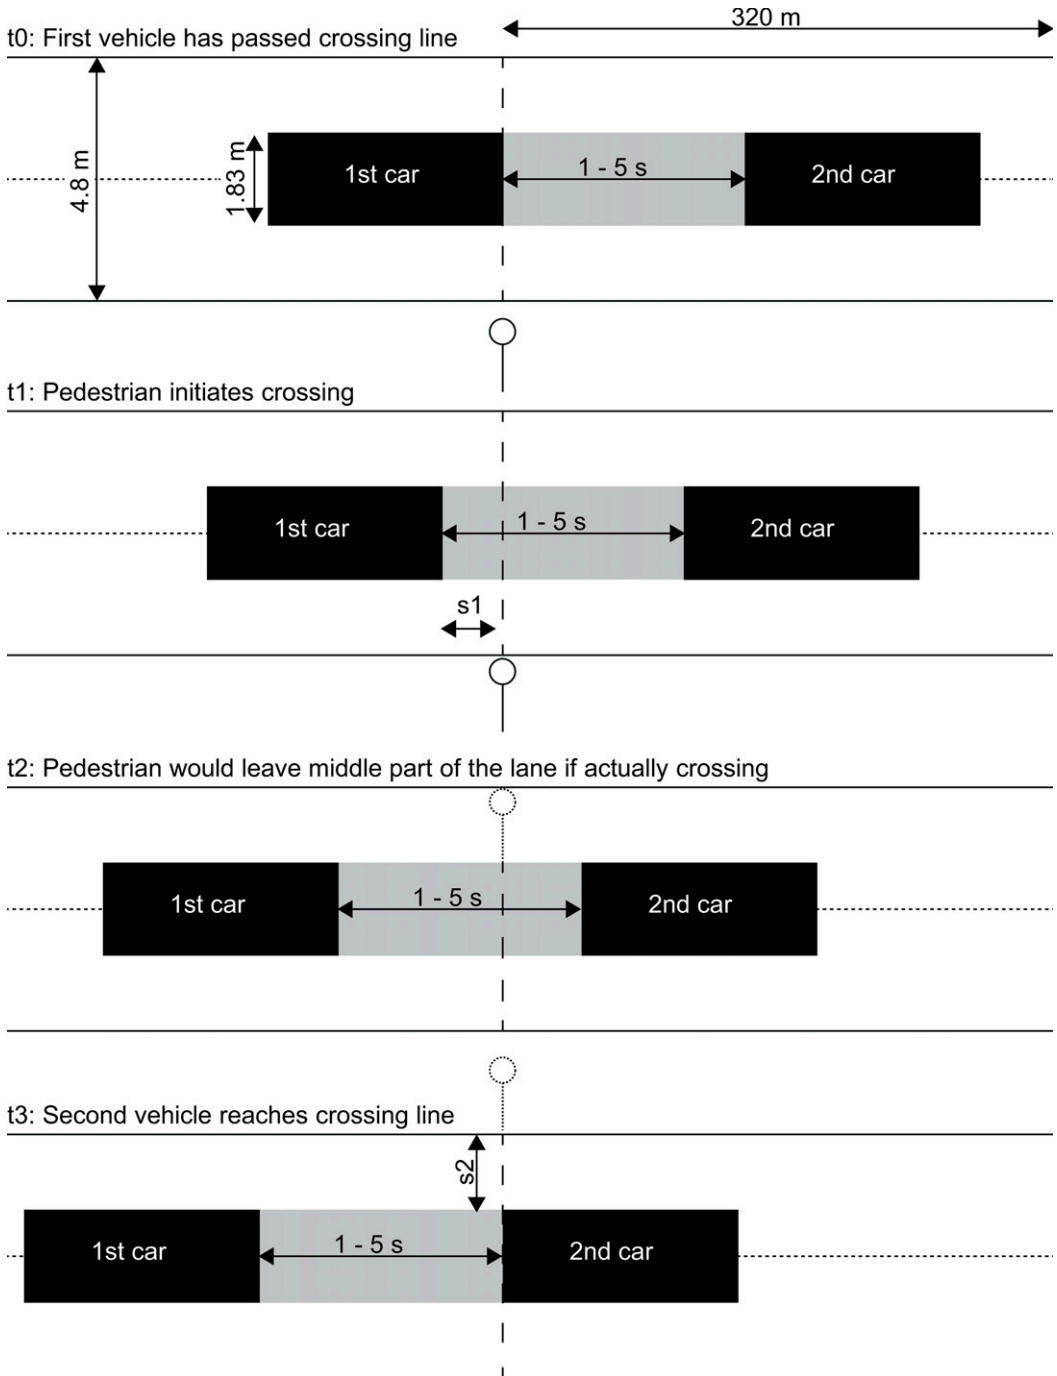 320 m
t0: First vehicle has passed crossing line
4.8 m
1.83 m
1st car
1 - 5 s
2nd car
t1: Pedestrian initiates crossing
1st car
1 - 5 s
2nd car
s1
t2: Pedestrian would leave middle part of the lane if actually crossing
1st car
1 - 5 s
2nd car
t3: Second vehicle reaches crossing line
s2
1st car
1 - 5 s
2nd car